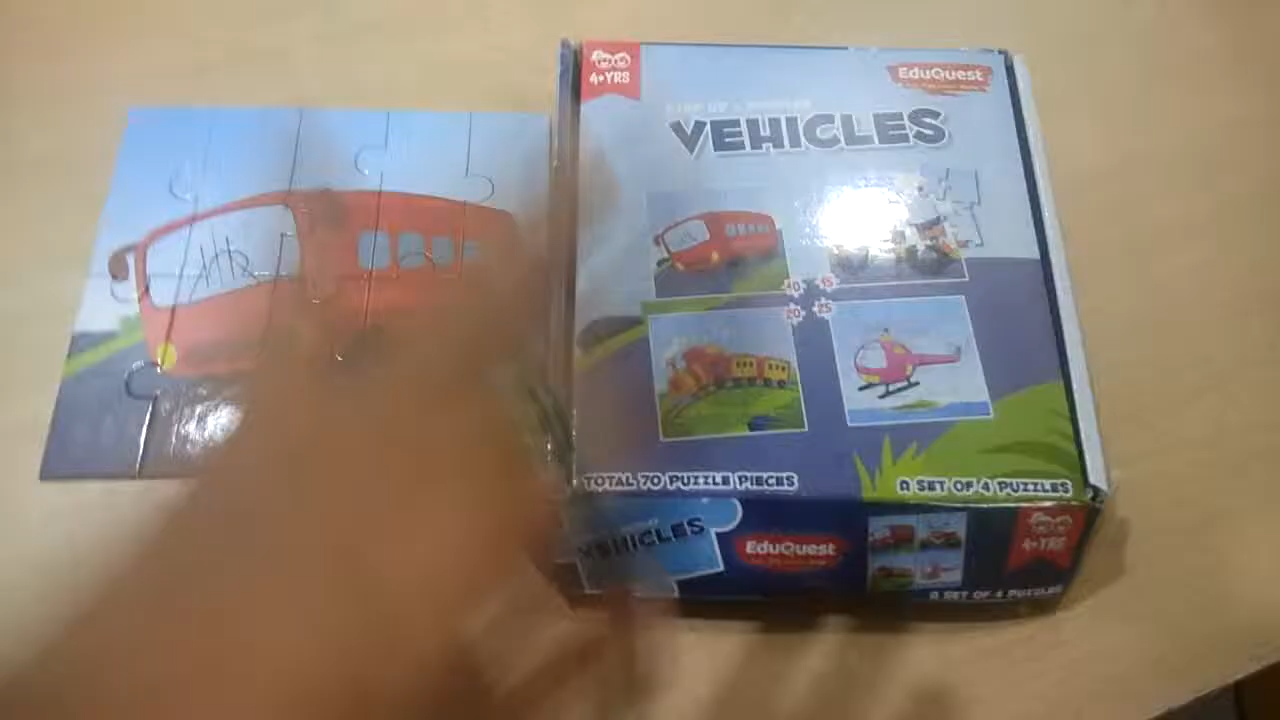 4+YRS
EduQuest
VEHICLES
15
20
25
TOTAL 70 PUZZLE PIECES
A SET OF 4 PUZZLES
VEHICLES
EduQuest
4+YRS
A SET OF 4 PUZZLES